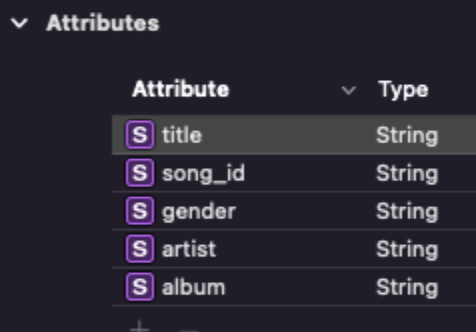 Attributes
Attribute Type
S title String
S song_id String
S gender String
S artist String
S album String